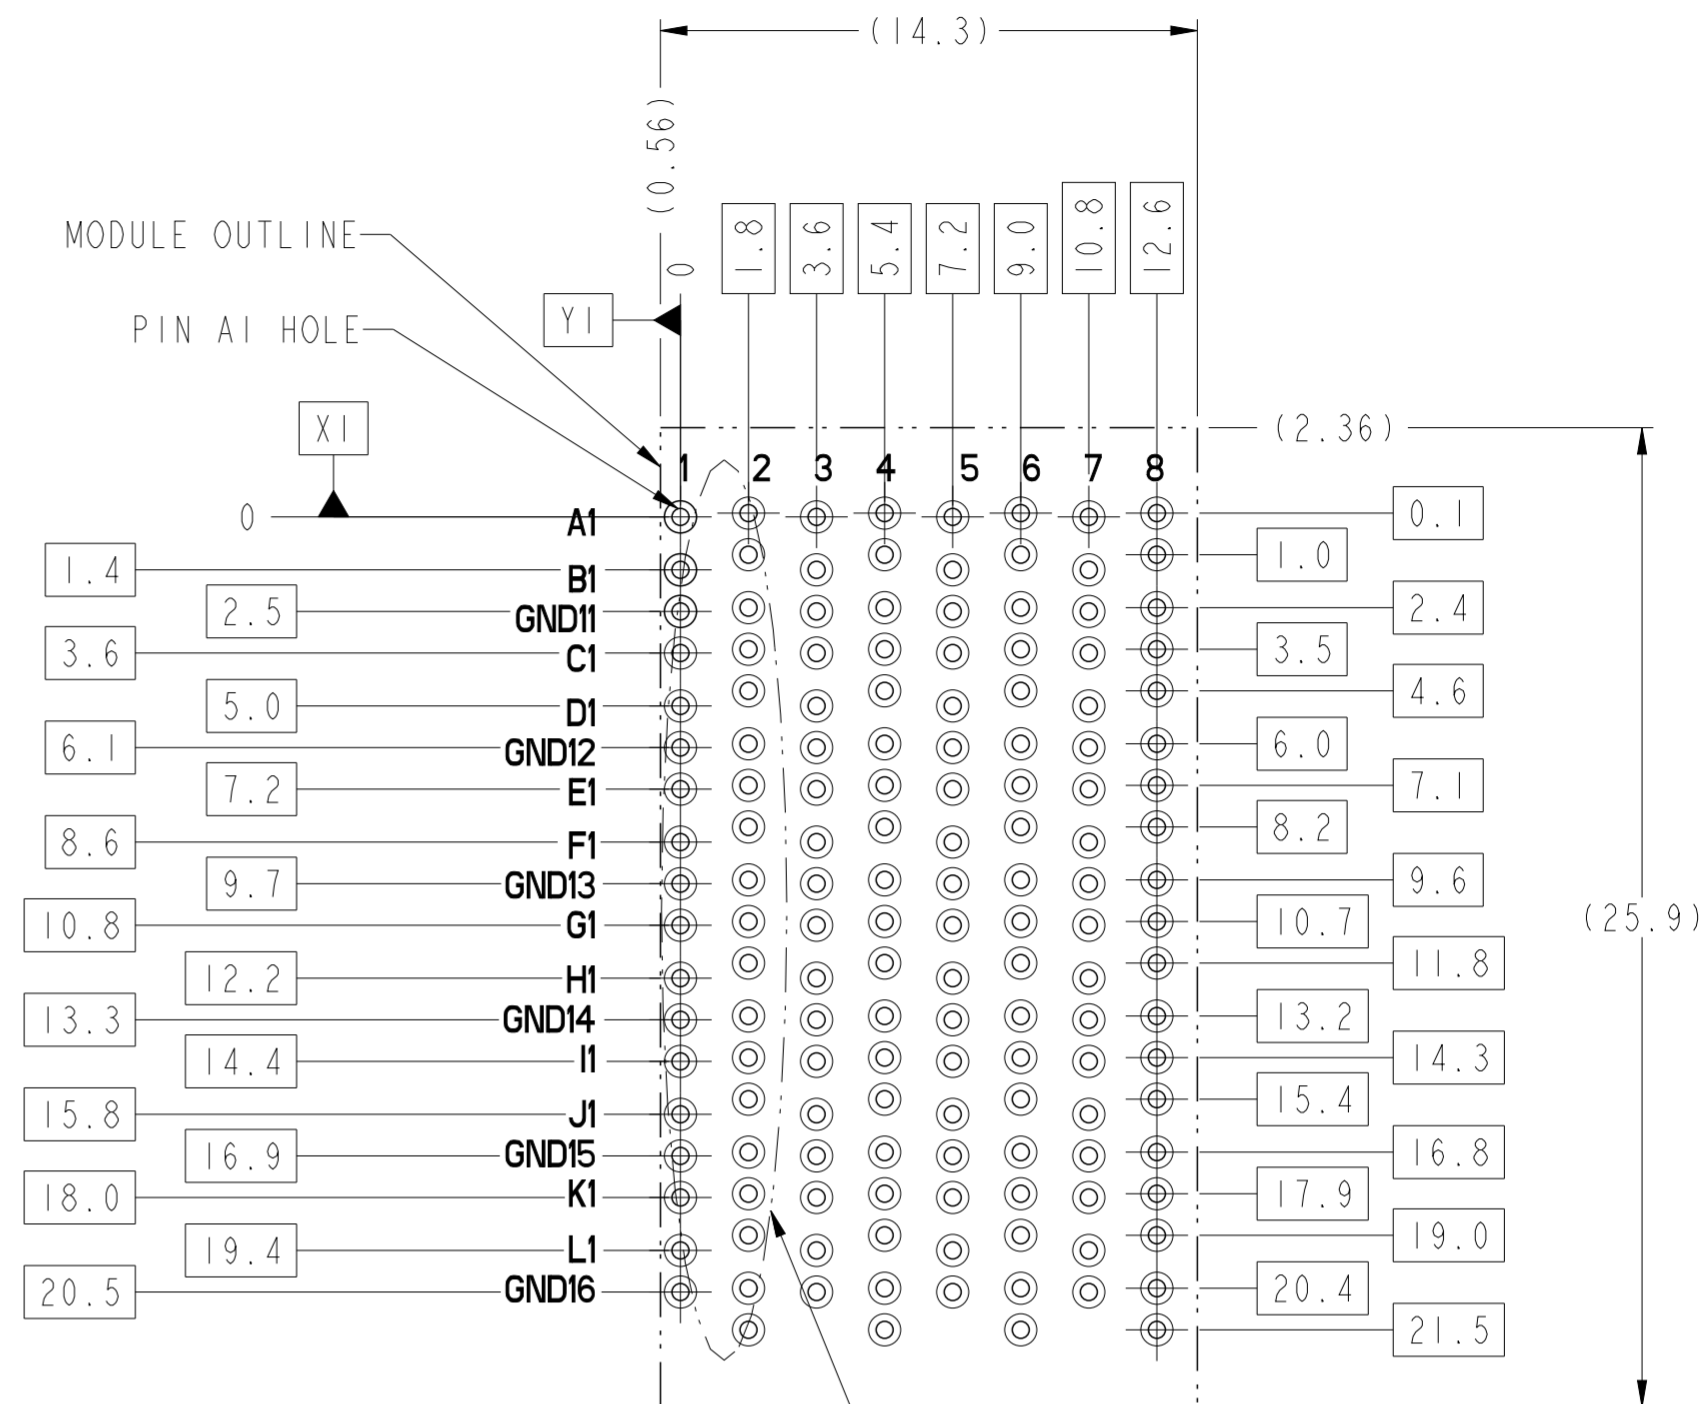 (14.3)
(0.56)
MODULE OUTLINE
0
1.8
3.6
5.4
7.2
9.0
10.8
12.6
Y1
PIN A1 HOLE
X1
(2.36)
1 2 3 4 5 6 7 8
0 A1 0.1
1.4 B1 1.0
2.5 GND11 2.4
3.6 C1 3.5
5.0 D1 4.6
6.1 GND12 6.0
7.2 E1 7.1
8.6 F1 8.2
9.7 GND13 9.6
10.8 G1 10.7
(25.9)
12.2 H1 11.8
13.3 GND14 13.2
14.4 I1 14.3
15.8 J1 15.4
16.9 GND15 16.8
18.0 K1 17.9
19.4 L1 19.0
20.5 GND16 20.4
21.5